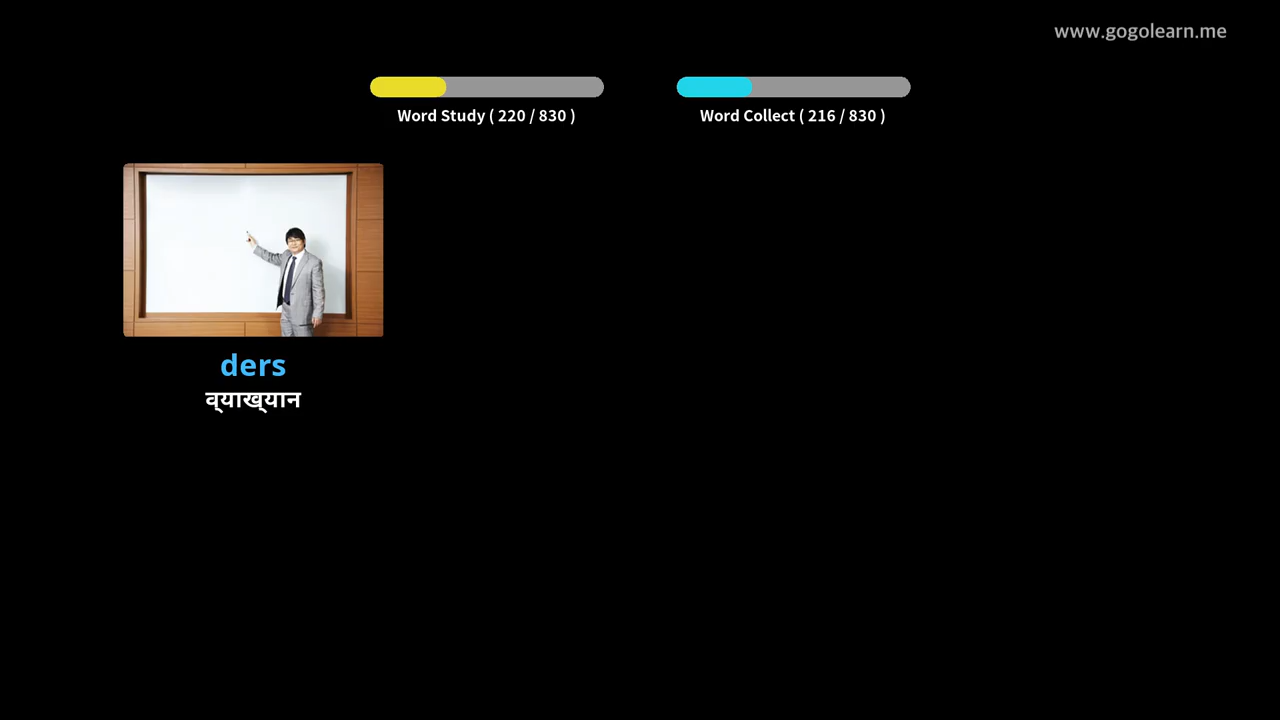 www.gogolearn.me
Word Study ( 220 / 830 )
Word Collect ( 216 / 830 )
ders
व्याख्यान